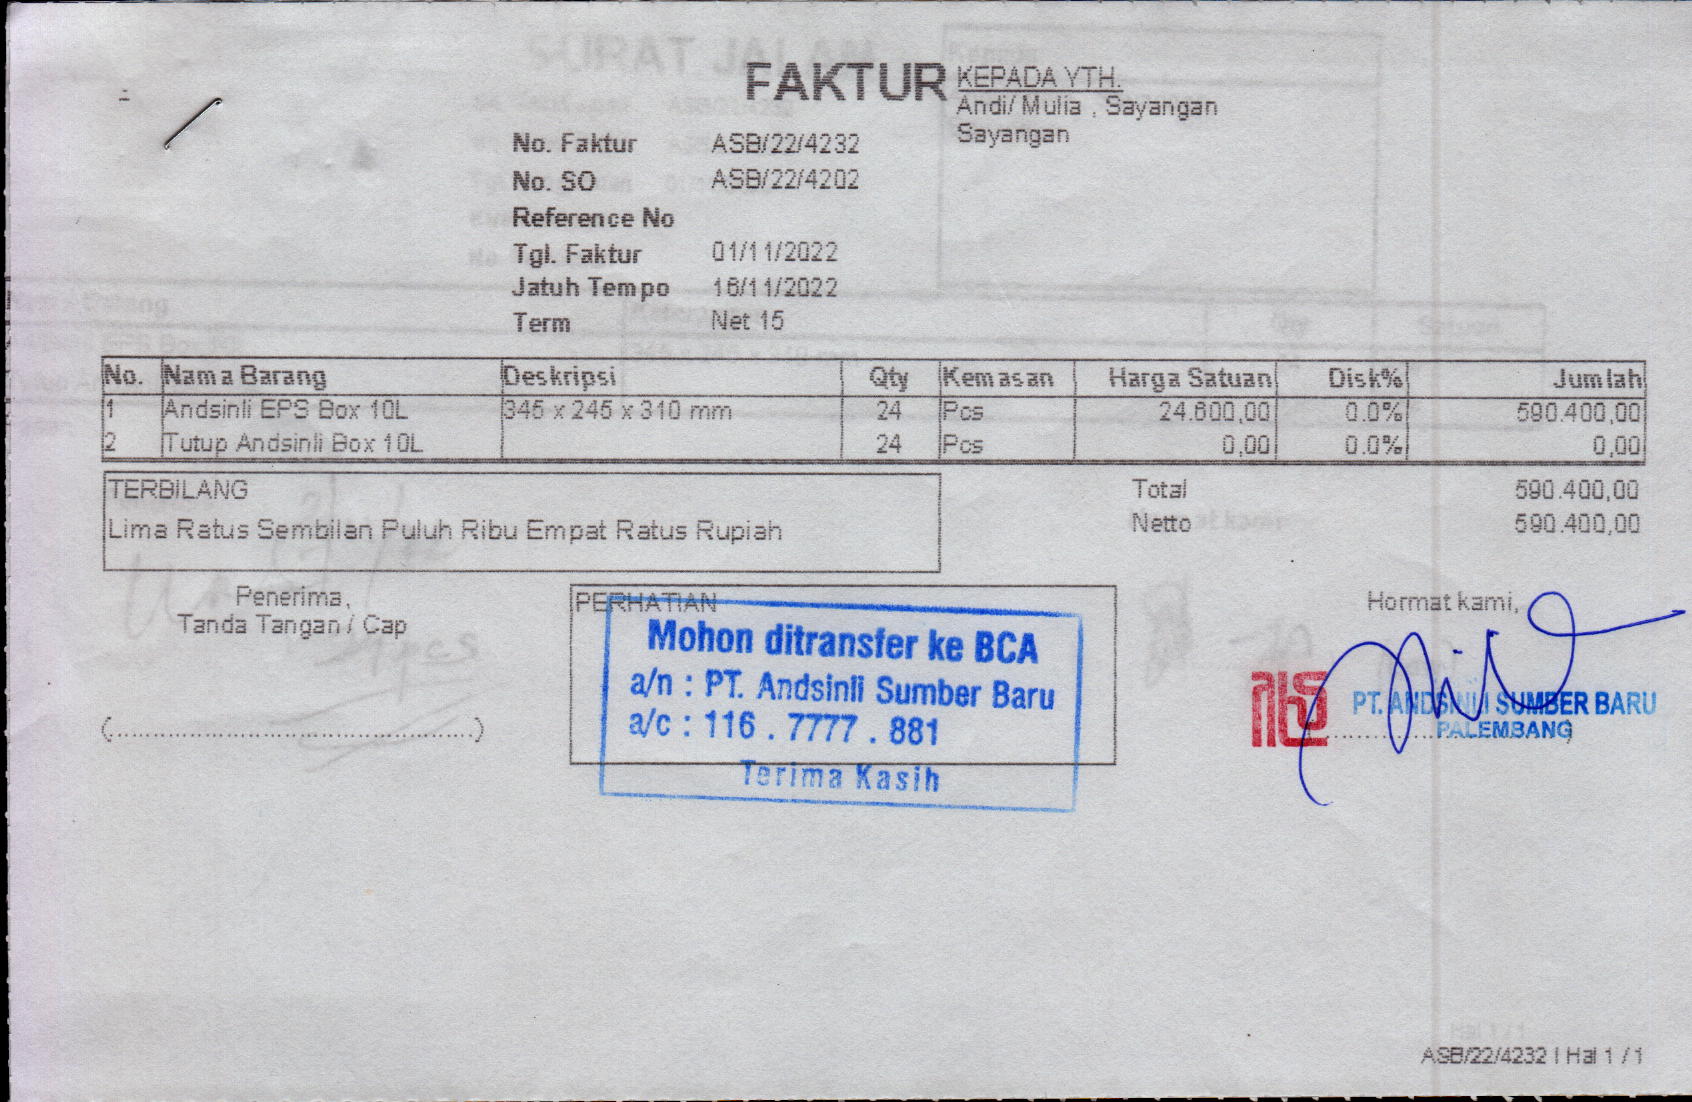 FAKTUR
KEPADA YTH.
Andi/ Mulia , Sayangan
Sayangan
No. Faktur ASB/22/4232
No. SO ASB/22/4202
Reference No
Tgl. Faktur 01/11/2022
Jatuh Tempo 16/11/2022
Term Net 15
No. Nama Barang Deskripsi Qty Kemasan Harga Satuan Disk% Jumlah
1 Andsinli EPS Box 10L 345 x 245 x 310 mm 24 Pcs 24.600,00 0.0% 590.400,00
2 Tutup Andsinli Box 10L 24 Pcs 0,00 0.0% 0,00
TERBILANG
Lima Ratus Sembilan Puluh Ribu Empat Ratus Rupiah
Total 590.400,00
Netto 590.400,00
Penerima,
Tanda Tangan / Cap
(................................................)
PERHATIAN
Mohon ditransfer ke BCA
a/n : PT. Andsinli Sumber Baru
a/c : 116 . 7777 . 881
Terima Kasih
Hormat kami,
PT. ANDSINLI SUMBER BARU
PALEMBANG
ASB/22/4232 | Hal 1 / 1